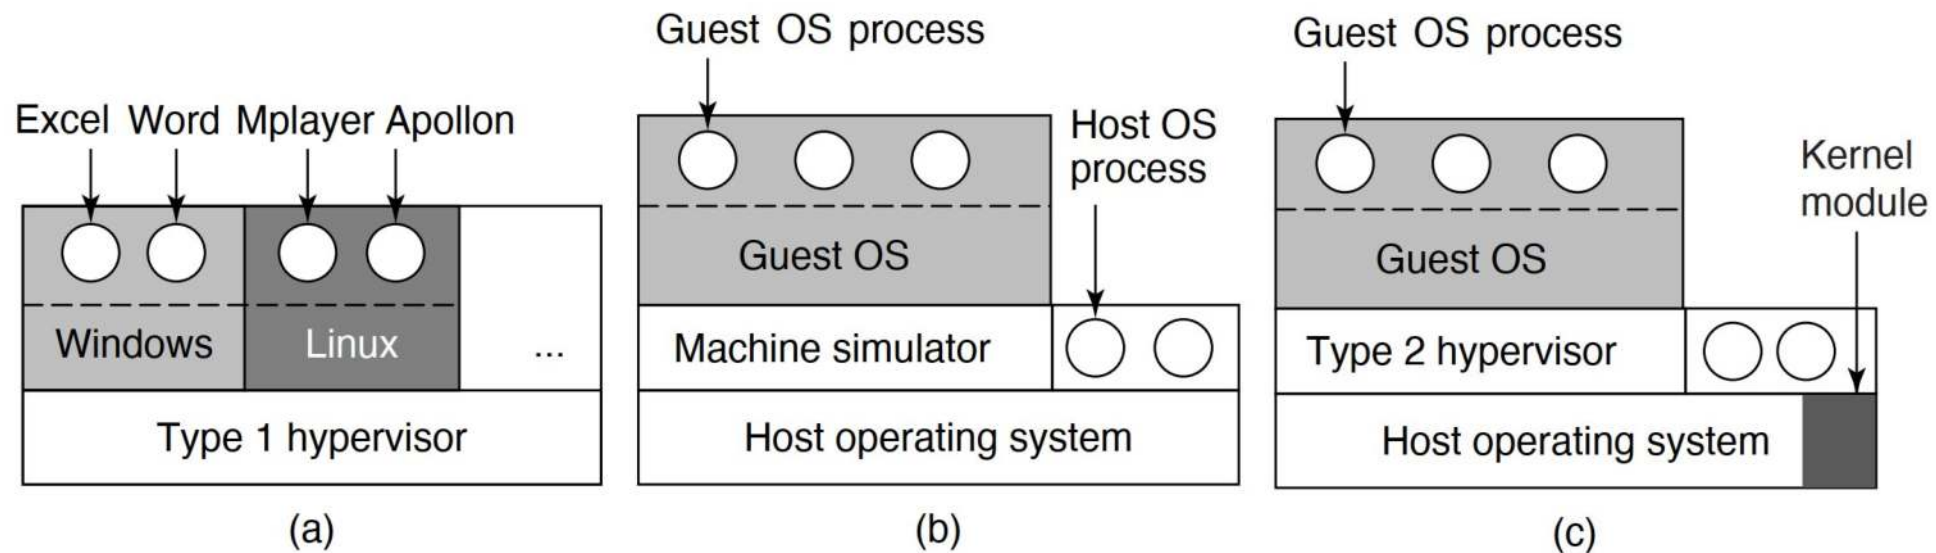 Excel Word Mplayer Apollon
Windows
Linux
...
Type 1 hypervisor
(a)
Guest OS process
Host OS
process
Guest OS
Machine simulator
Host operating system
(b)
Guest OS process
Kernel
module
Guest OS
Type 2 hypervisor
Host operating system
(c)